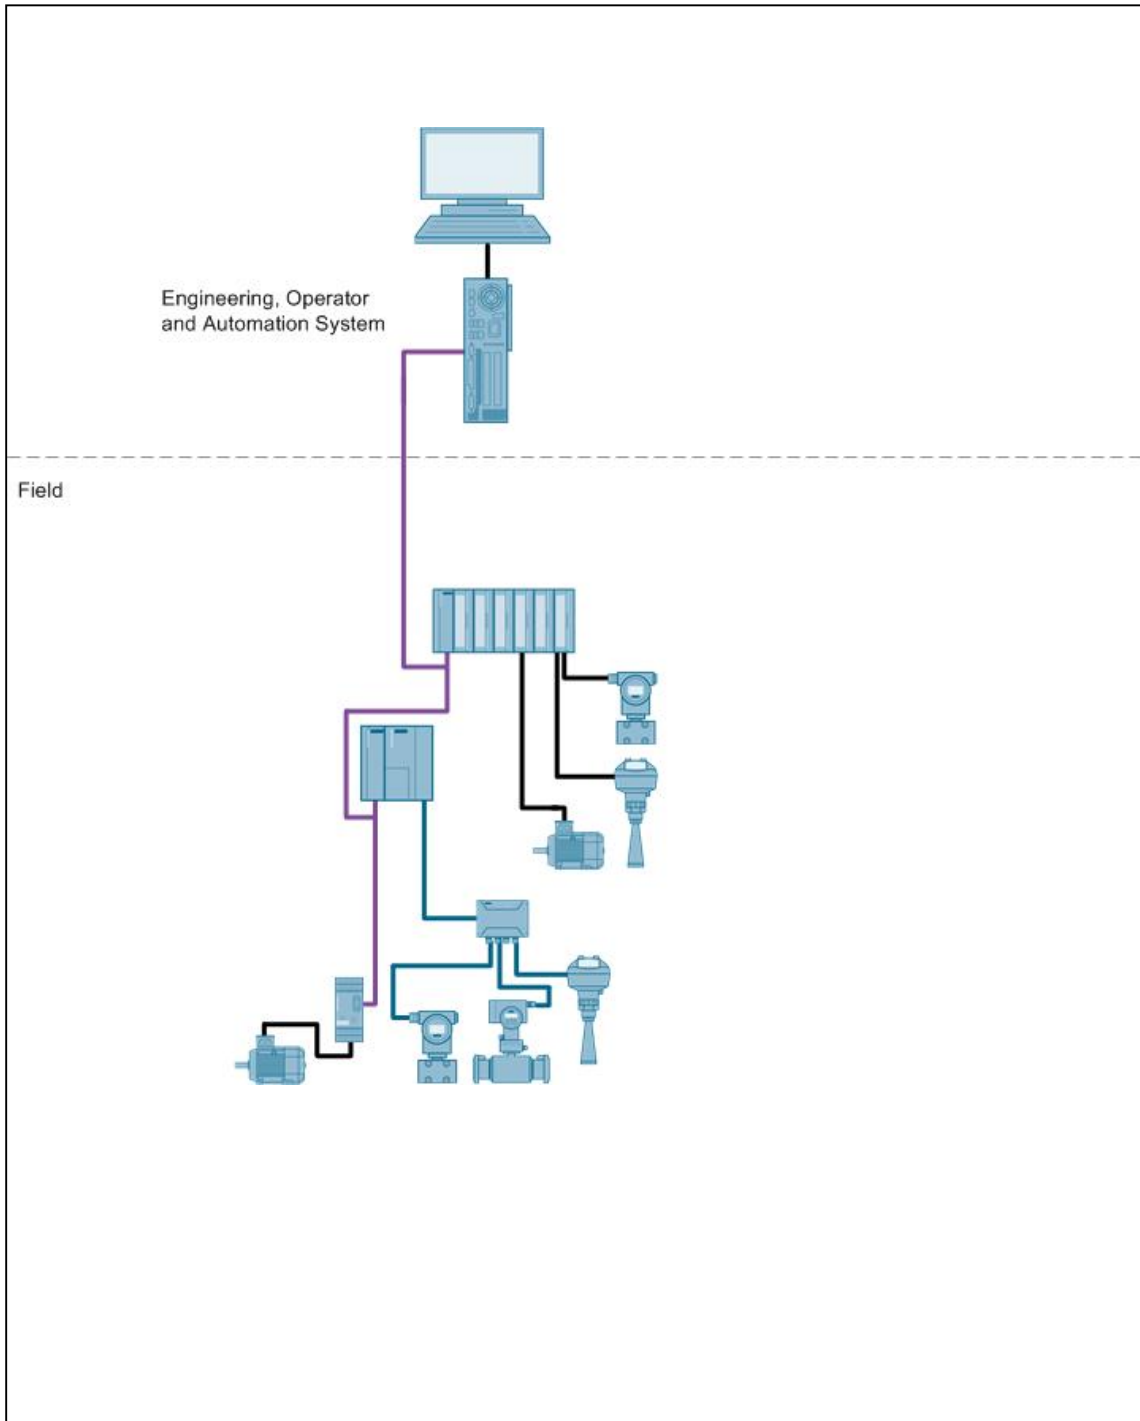 Engineering, Operator
and Automation System
Field